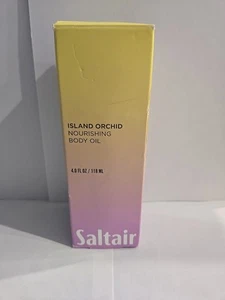 ISLAND ORCHID
NOURISHING
BODY OIL
4.0 FL OZ / 118 ML
Saltair